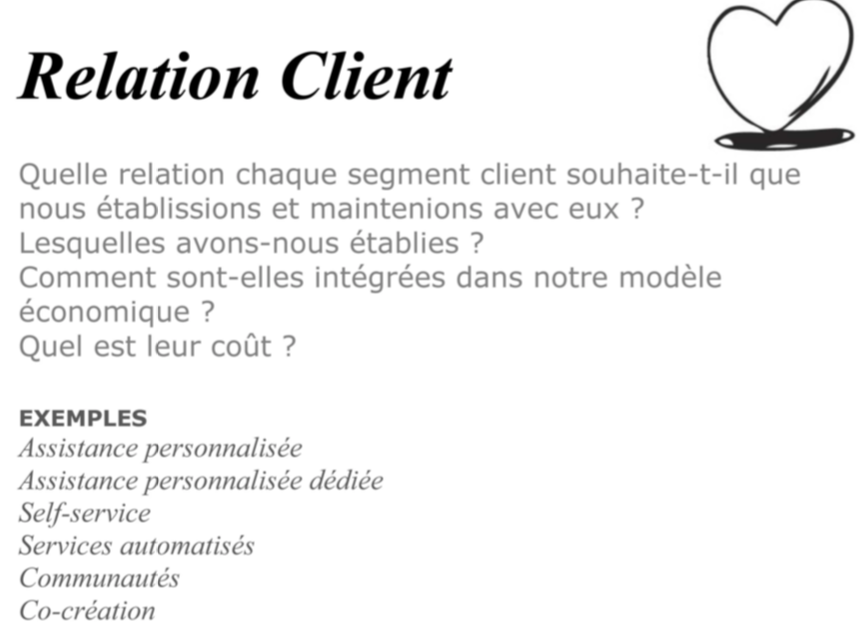 Relation Client
Quelle relation chaque segment client souhaite-t-il que
nous établissions et maintenions avec eux ?
Lesquelles avons-nous établies ?
Comment sont-elles intégrées dans notre modèle
économique ?
Quel est leur coût ?
EXEMPLES
Assistance personnalisée
Assistance personnalisée dédiée
Self-service
Services automatisés
Communautés
Co-création